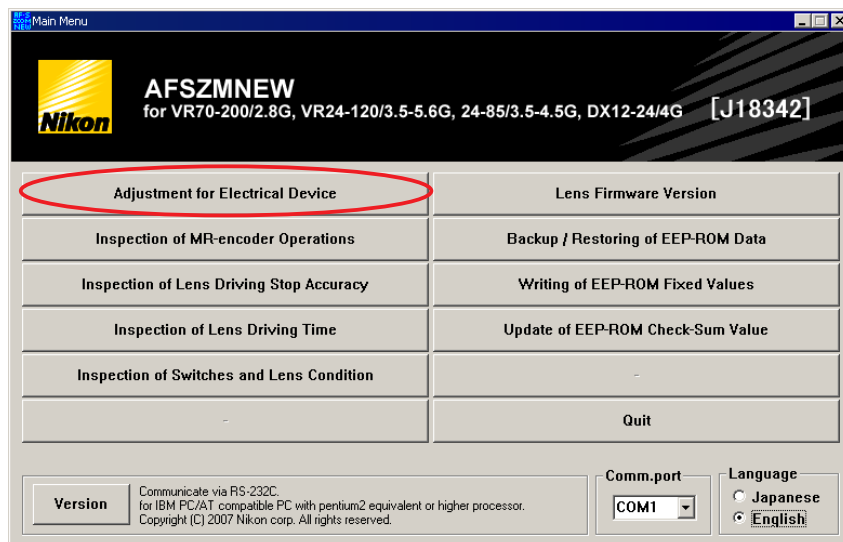 Main Menu
Nikon
AFSZMNEW
for VR70-200/2.8G, VR24-120/3.5-5.6G, 24-85/3.5-4.5G, DX12-24/4G [J18342]
Adjustment for Electrical Device
Lens Firmware Version
Inspection of MR-encoder Operations
Backup / Restoring of EEP-ROM Data
Inspection of Lens Driving Stop Accuracy
Writing of EEP-ROM Fixed Values
Inspection of Lens Driving Time
Update of EEP-ROM Check-Sum Value
Inspection of Switches and Lens Condition
-
-
Quit
Version
Communicate via RS-232C.
for IBM PC/AT compatible PC with pentium2 equivalent or higher processor.
Copyright (C) 2007 Nikon corp. All rights reserved.
Comm.port
COM1
Language
Japanese
English